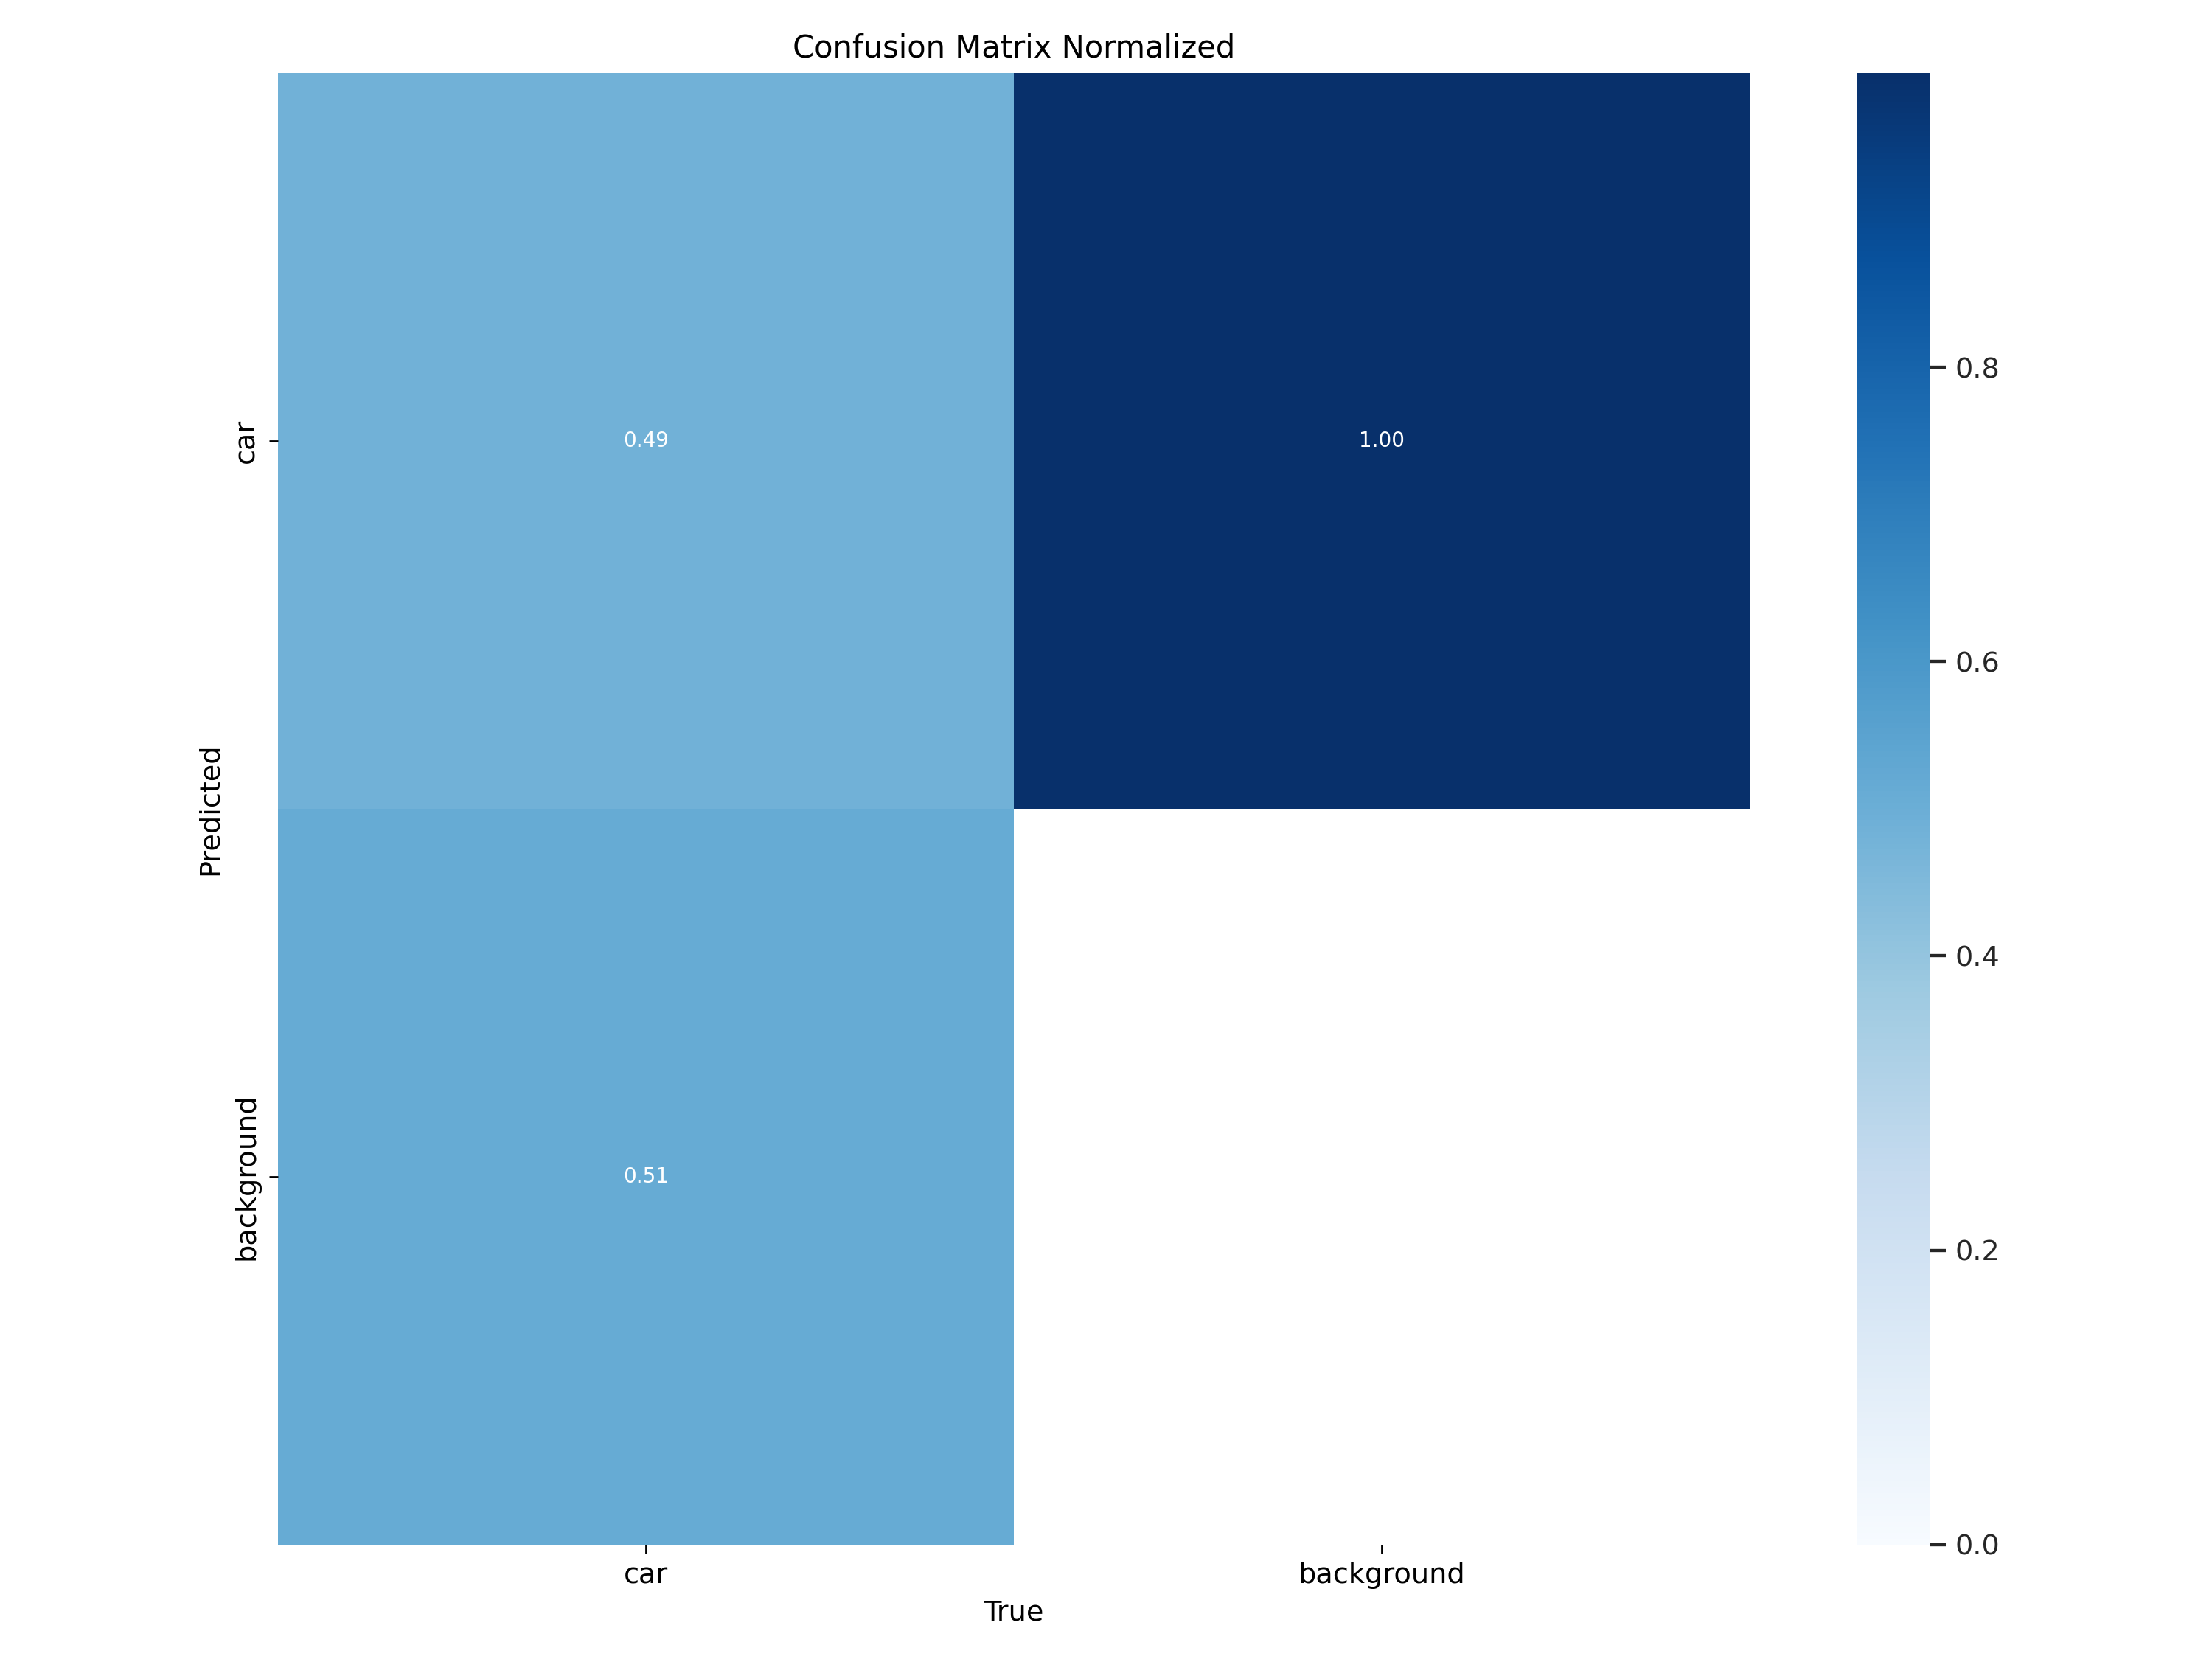 Confusion Matrix Normalized
Predicted
car
background
0.49
1.00
0.51
car
background
True
0.8
0.6
0.4
0.2
0.0